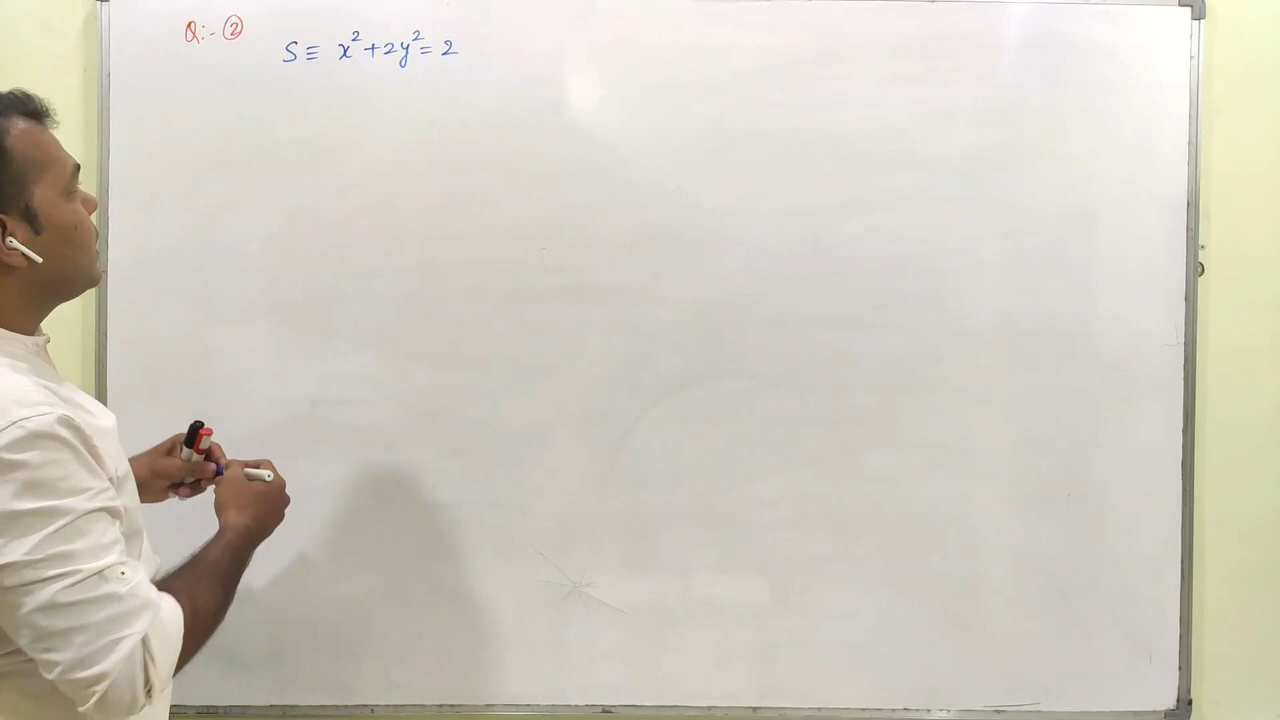 Q:- ②
S ≡ x² + 2y² = 2